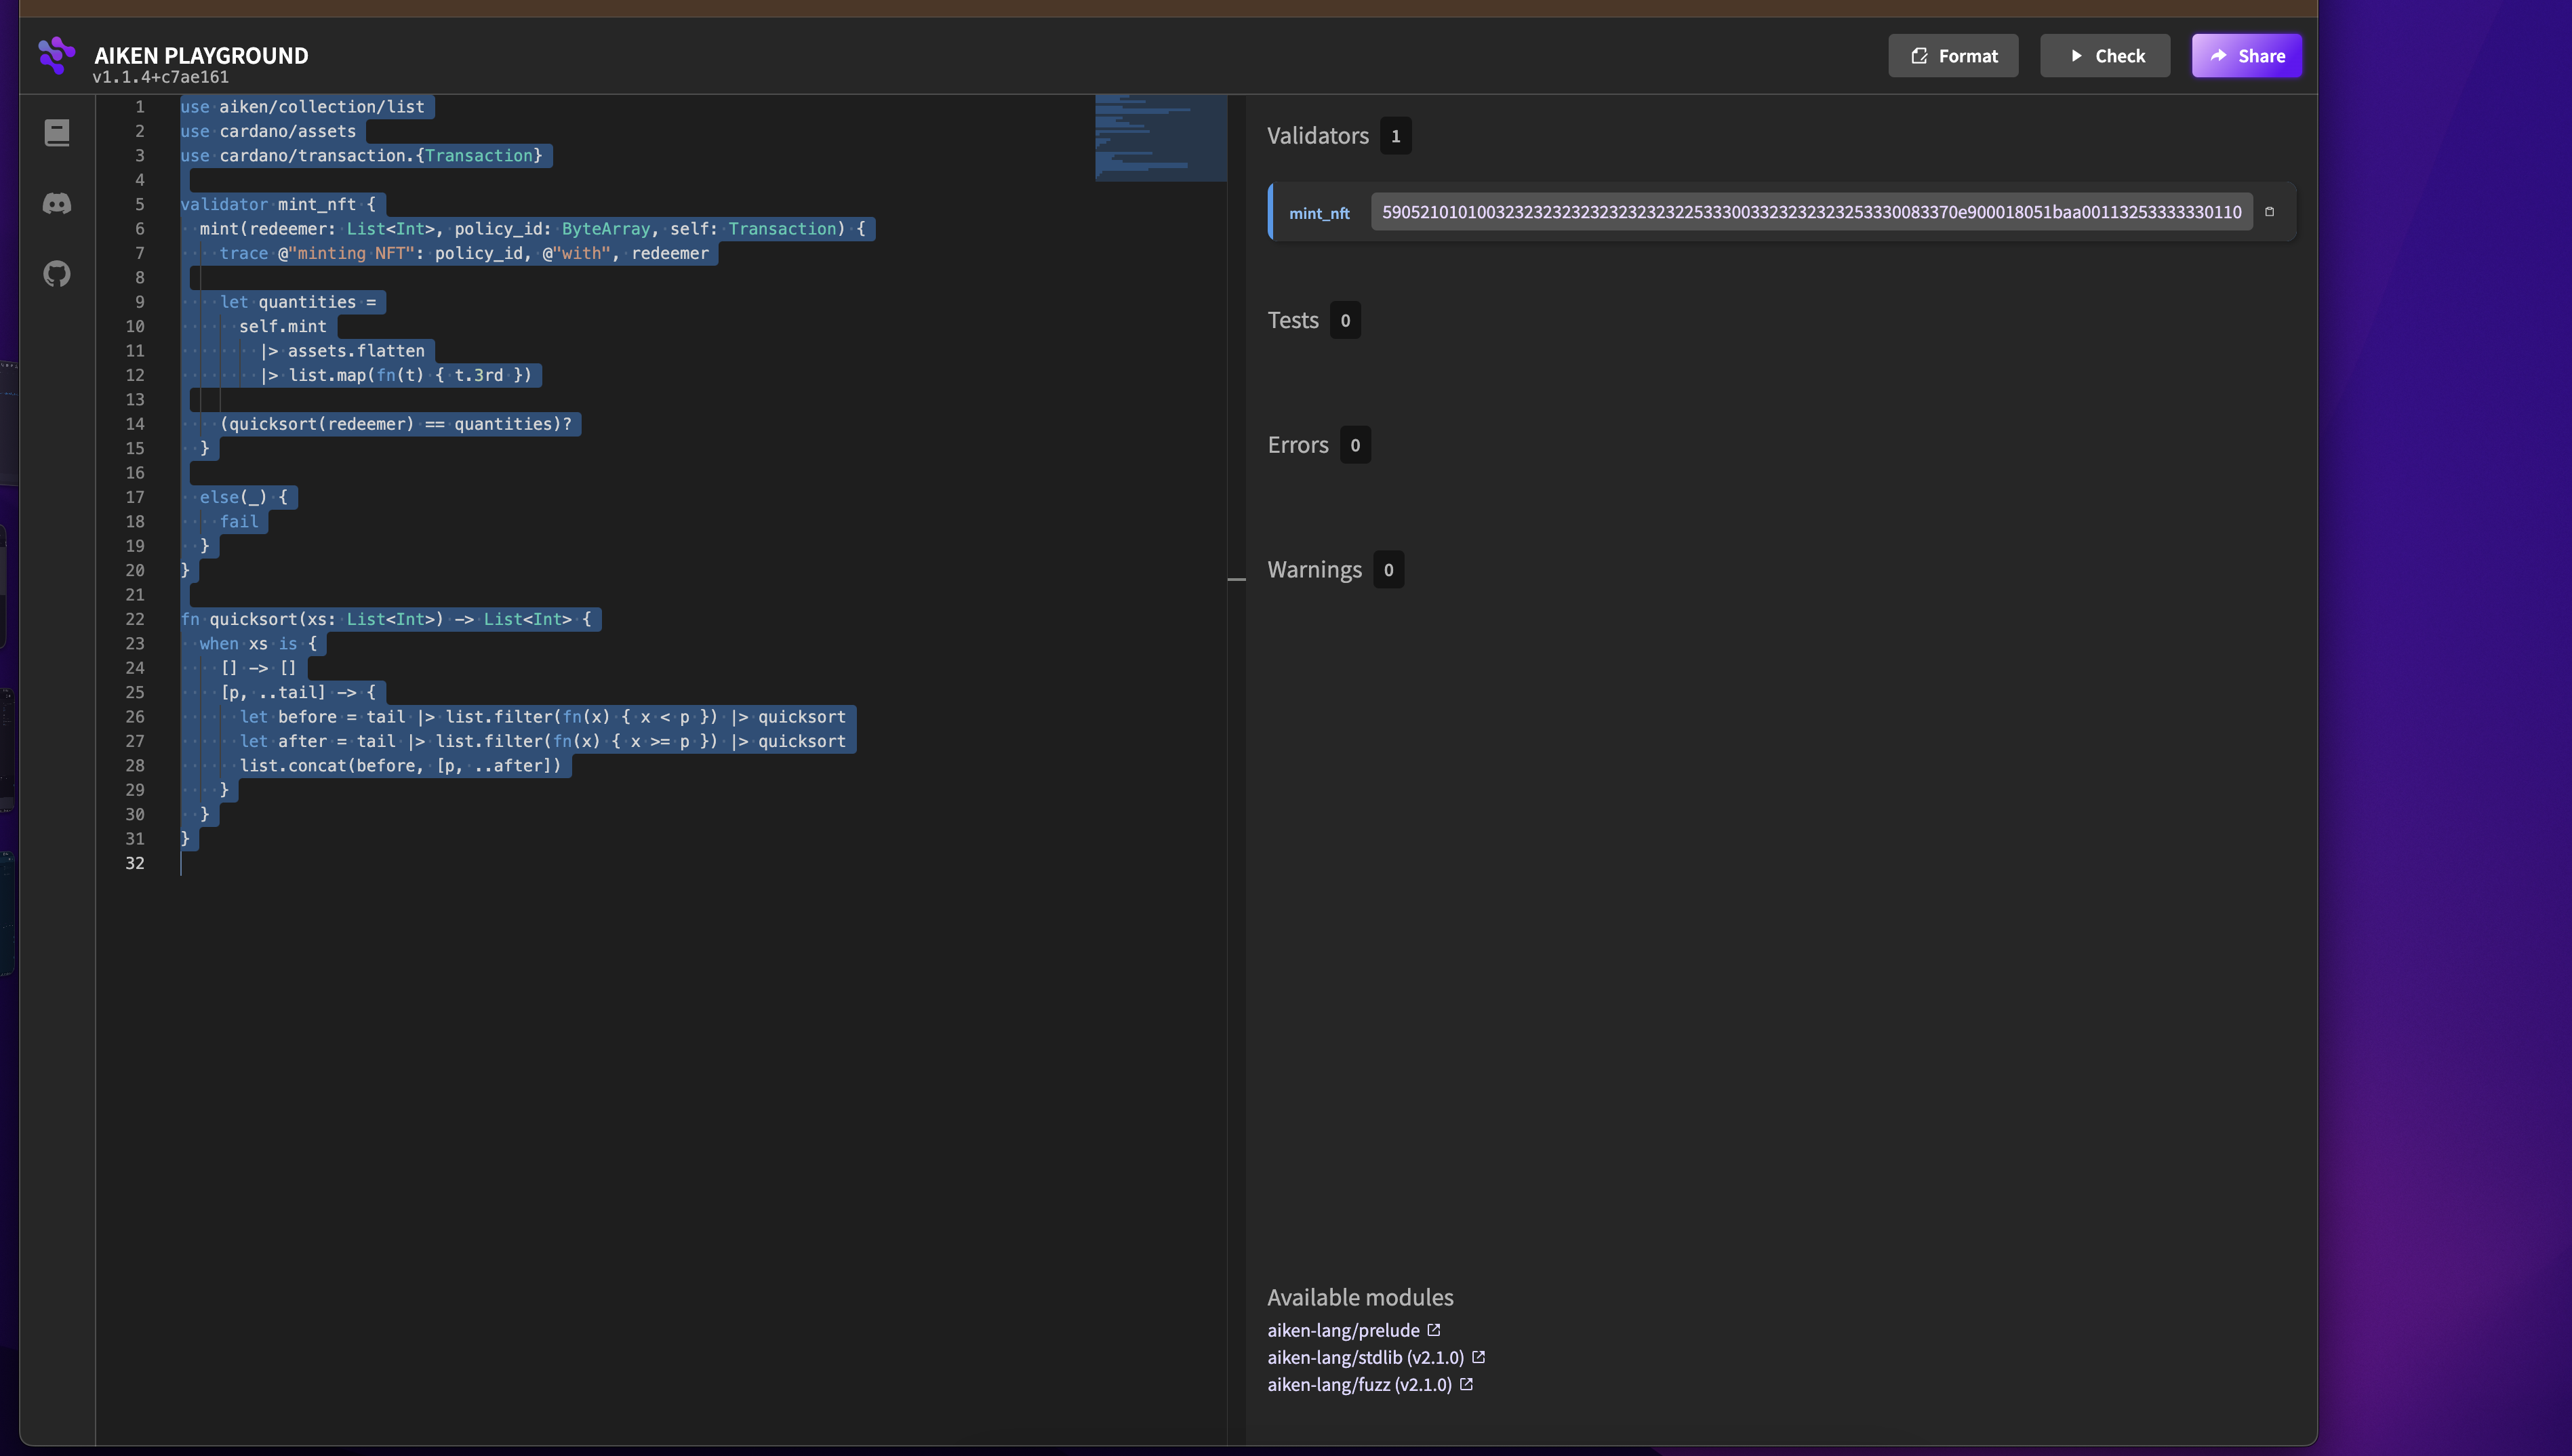 AIKEN PLAYGROUND
v1.1.4+c7ae161
Format
Check
Share
1 use aiken/collection/list
2 use cardano/assets
3 use cardano/transaction.{Transaction}
4
5 validator mint_nft {
6   mint(redeemer: List<Int>, policy_id: ByteArray, self: Transaction) {
7     trace @"minting NFT": policy_id, @"with", redeemer
8
9     let quantities =
10       self.mint
11         |> assets.flatten
12         |> list.map(fn(t) { t.3rd })
13
14     (quicksort(redeemer) == quantities)?
15   }
16
17   else(_) {
18     fail
19   }
20 }
21
22 fn quicksort(xs: List<Int>) -> List<Int> {
23   when xs is {
24     [] -> []
25     [p, ..tail] -> {
26       let before = tail |> list.filter(fn(x) { x < p }) |> quicksort
27       let after = tail |> list.filter(fn(x) { x >= p }) |> quicksort
28       list.concat(before, [p, ..after])
29     }
30   }
31 }
32
Validators 1
mint_nft 590521010100323232323232323232322533300332323232325333008337​0e900018051baa00113253333330110
Tests 0
Errors 0
Warnings 0
Available modules
aiken-lang/prelude
aiken-lang/stdlib (v2.1.0)
aiken-lang/fuzz (v2.1.0)